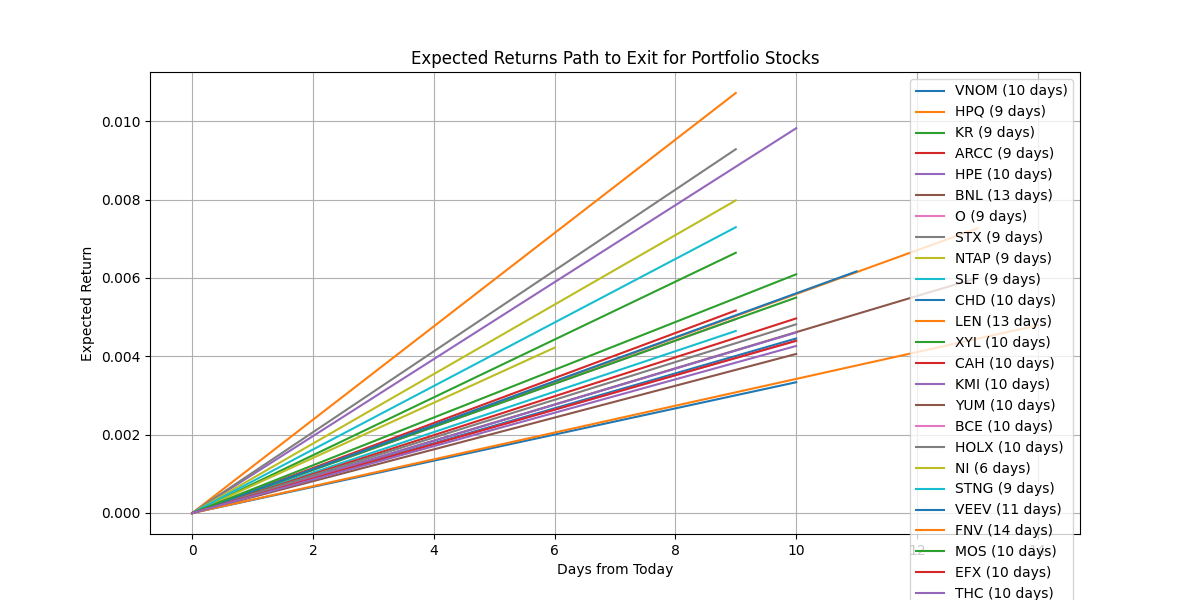 Expected Returns Path to Exit for Portfolio Stocks
Expected Return
0.010
0.008
0.006
0.004
0.002
0.000
0
2
4
6
8
10
12
Days from Today
VNOM (10 days)
HPQ (9 days)
KR (9 days)
ARCC (9 days)
HPE (10 days)
BNL (13 days)
O (9 days)
STX (9 days)
NTAP (9 days)
SLF (9 days)
CHD (10 days)
LEN (13 days)
XYL (10 days)
CAH (10 days)
KMI (10 days)
YUM (10 days)
BCE (10 days)
HOLX (10 days)
NI (6 days)
STNG (9 days)
VEEV (11 days)
FNV (14 days)
MOS (10 days)
EFX (10 days)
THC (10 days)